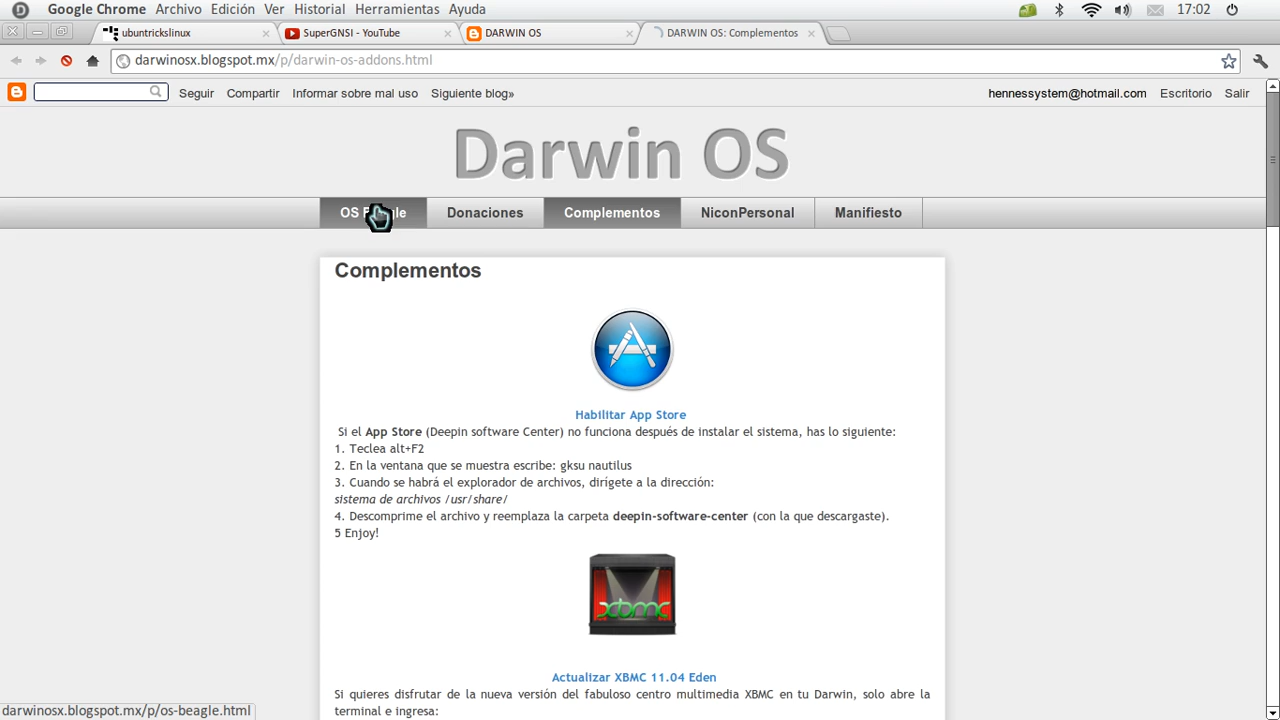 Google Chrome Archivo Edición Ver Historial Herramientas Ayuda 17:02
ubuntrickslinux SuperGNSI - YouTube DARWIN OS DARWIN OS: Complementos
darwinosx.blogspot.mx/p/darwin-os-addons.html
Seguir Compartir Informar sobre mal uso Siguiente blog» hennessystem@hotmail.com Escritorio Salir
Darwin OS
OS Beagle Donaciones Complementos NiconPersonal Manifiesto
Complementos
Habilitar App Store
Si el App Store (Deepin software Center) no funciona después de instalar el sistema, has lo siguiente:
1. Teclea alt+F2
2. En la ventana que se muestra escribe: gksu nautilus
3. Cuando se habrá el explorador de archivos, dirígete a la dirección:
sistema de archivos /usr/share/
4. Descomprime el archivo y reemplaza la carpeta deepin-software-center (con la que descargaste).
5 Enjoy!
xbmc
Actualizar XBMC 11.04 Eden
Si quieres disfrutar de la nueva versión del fabuloso centro multimedia XBMC en tu Darwin, solo abre la
terminal e ingresa:
darwinosx.blogspot.mx/p/os-beagle.html